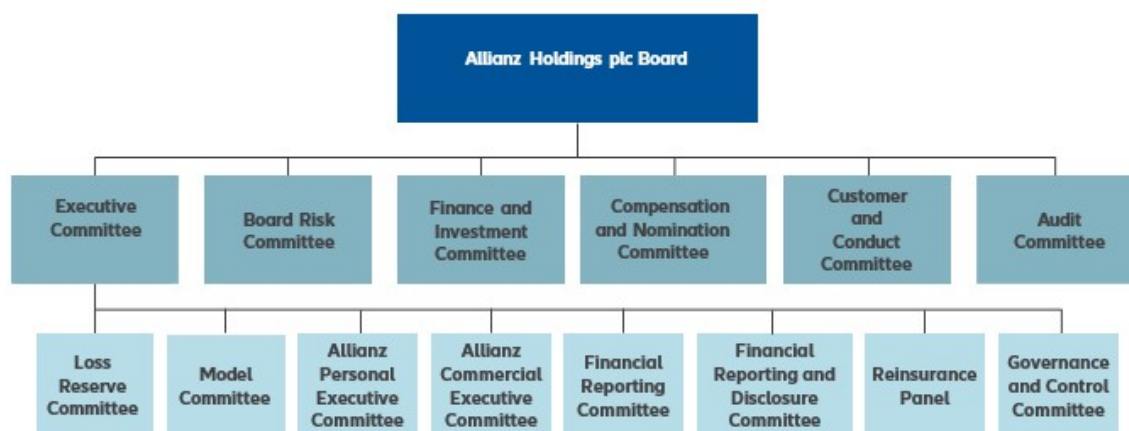 Allianz Holdings plc Board
Executive
Committee
Board Risk
Committee
Finance and
Investment
Committee
Compensation
and Nomination
Committee
Customer
and
Conduct
Committee
Audit
Committee
Loss
Reserve
Committee
Model
Committee
Allianz
Personal
Executive
Committee
Allianz
Commercial
Executive
Committee
Financial
Reporting
Committee
Financial
Reporting and
Disclosure
Committee
Reinsurance
Panel
Governance
and Control
Committee